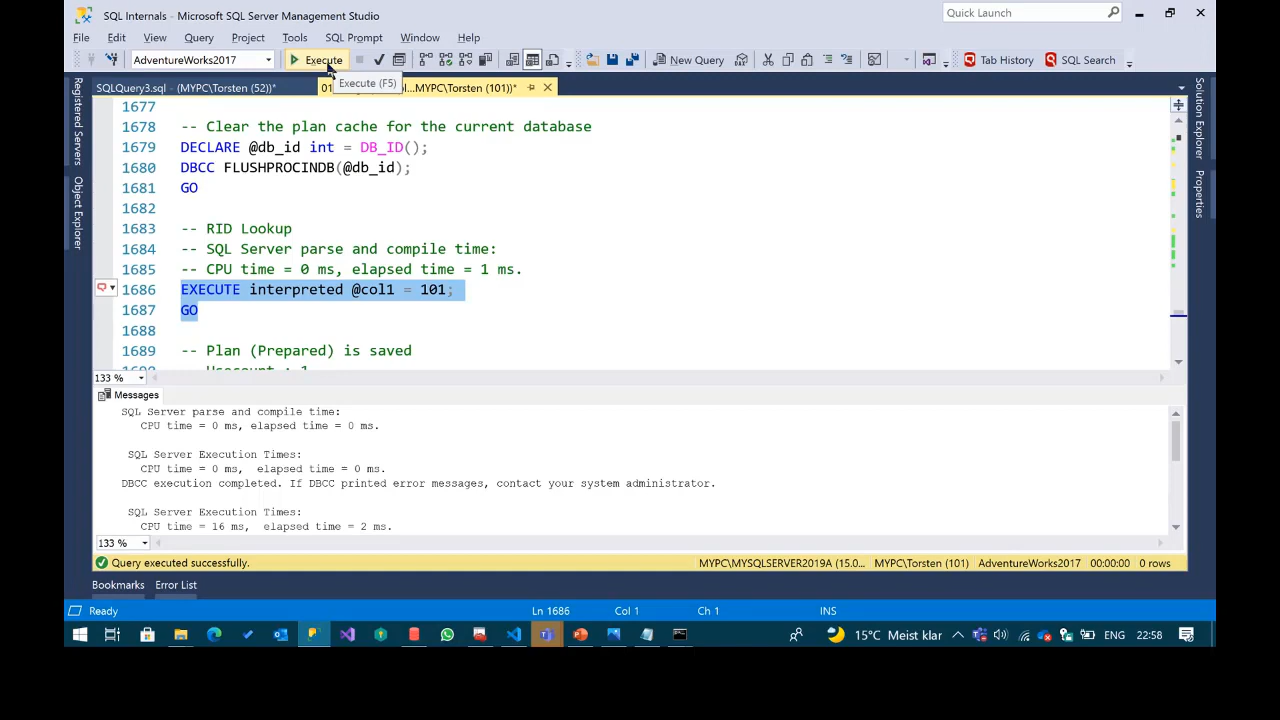 SQL Internals - Microsoft SQL Server Management Studio
Quick Launch
File Edit View Query Project Tools SQL Prompt Window Help
AdventureWorks2017 Execute New Query Tab History SQL Search
SQLQuery3.sql - (MYPC\Torsten (52))* 01 ol...MYPC\Torsten (101))*
Execute (F5)
Registered Servers
Object Explorer
Solution Explorer
Properties
1677
1678 -- Clear the plan cache for the current database
1679 DECLARE @db_id int = DB_ID();
1680 DBCC FLUSHPROCINDB(@db_id);
1681 GO
1682
1683 -- RID Lookup
1684 -- SQL Server parse and compile time:
1685 -- CPU time = 0 ms, elapsed time = 1 ms.
1686 EXECUTE interpreted @col1 = 101;
1687 GO
1688
1689 -- Plan (Prepared) is saved
133 %
Messages
SQL Server parse and compile time:
CPU time = 0 ms, elapsed time = 0 ms.
SQL Server Execution Times:
CPU time = 0 ms, elapsed time = 0 ms.
DBCC execution completed. If DBCC printed error messages, contact your system administrator.
SQL Server Execution Times:
CPU time = 16 ms, elapsed time = 2 ms.
133 %
Query executed successfully. MYPC\MYSQLSERVER2019A (15.0... MYPC\Torsten (101) AdventureWorks2017 00:00:00 0 rows
Bookmarks Error List
Ready Ln 1686 Col 1 Ch 1 INS
15°C Meist klar ENG 22:58